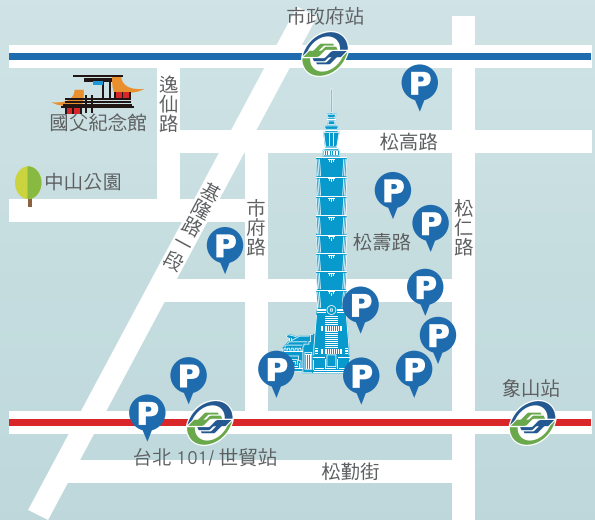 市政府站
P
逸仙路
國父紀念館
松高路
中山公園
基隆路一段
市府路
P
P
松仁路
松壽路
P
P
P
P
P
P
P
P
象山站
P
台北 101/ 世貿站
松勤街